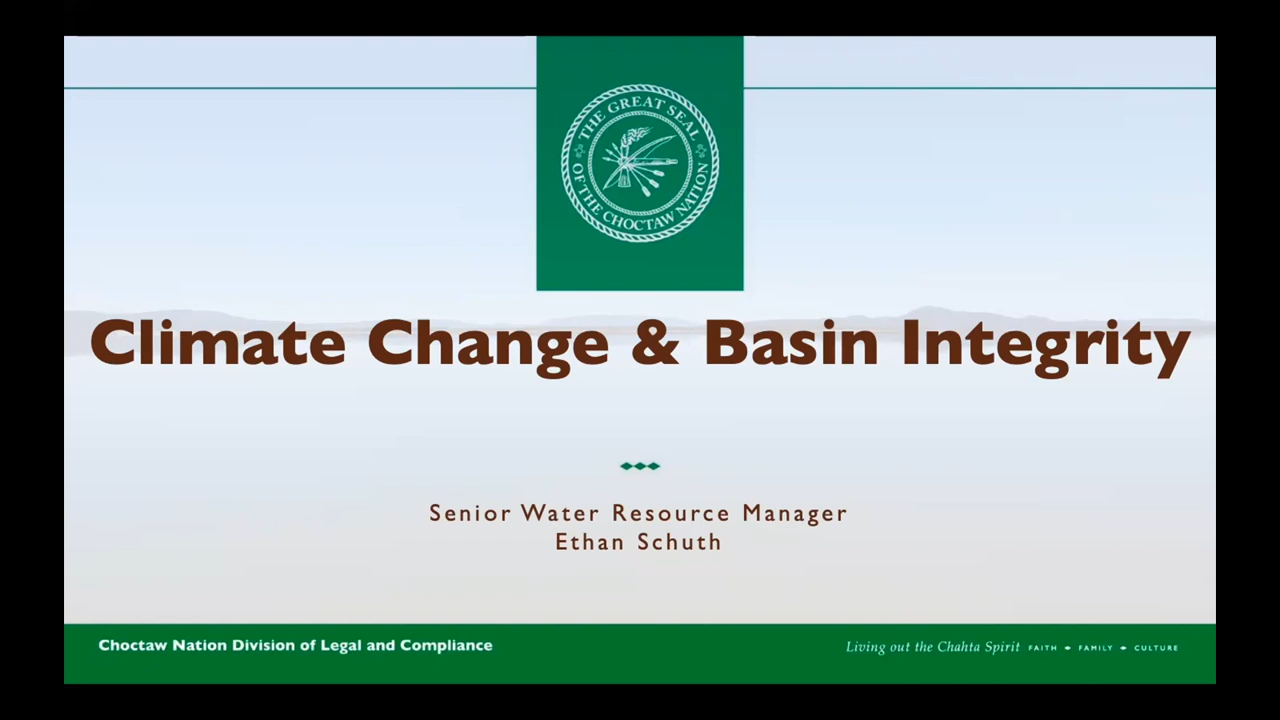 THE GREAT SEAL
OF THE CHOCTAW NATION
Climate Change & Basin Integrity
Senior Water Resource Manager
Ethan Schuth
Choctaw Nation Division of Legal and Compliance
Living out the Chahta Spirit FAITH FAMILY CULTURE